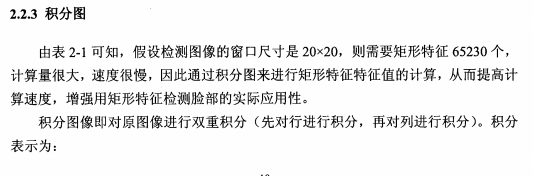 2.2.3 积分图
由表 2-1 可知，假设检测图像的窗口尺寸是 20×20，则需要矩形特征 65230 个，
计算量很大，速度很慢，因此通过积分图来进行矩形特征特征值的计算，从而提高计
算速度，增强用矩形特征检测脸部的实际应用性。
积分图像即对原图像进行双重积分（先对行进行积分，再对列进行积分）。积分
表示为：